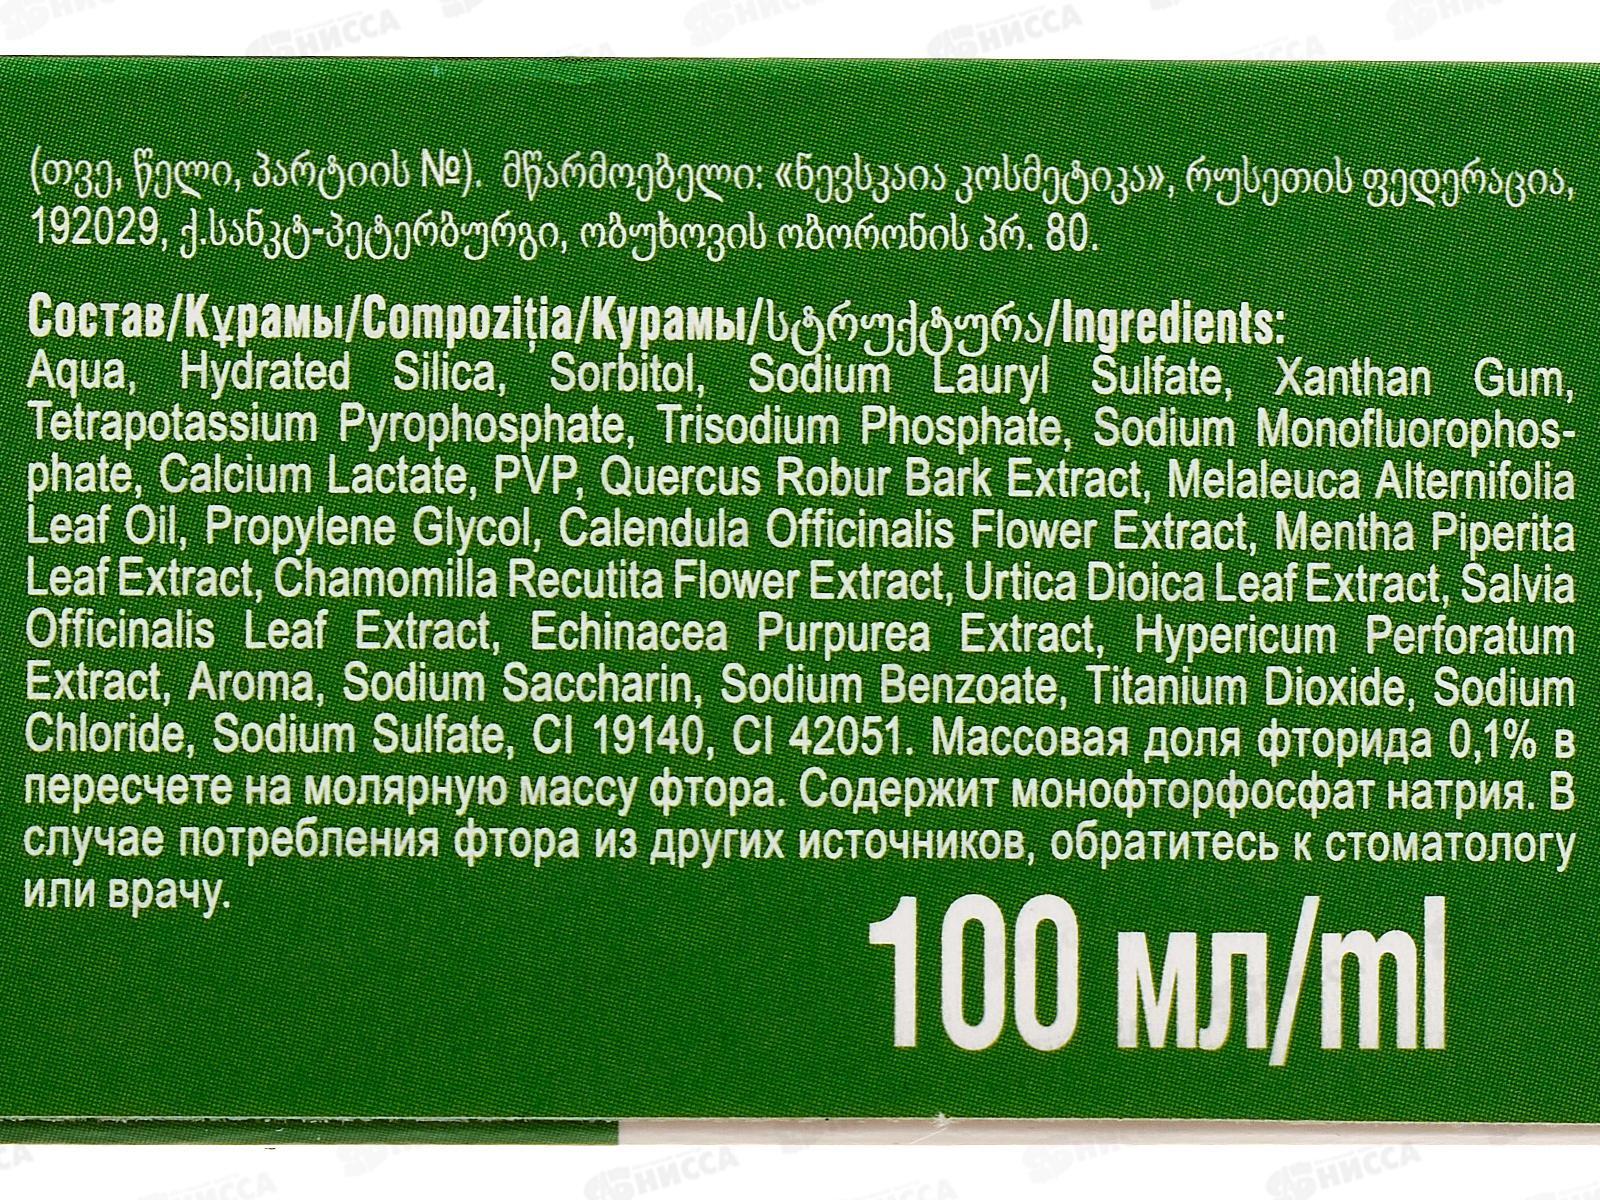 (თვე, წელი, პარტიის №). მწარმოებელი: «ნევსკაია კოსმეტიკა», რუსეთის ფედერაცია,
192029, ქ.სანკტ-პეტერბურგი, ობუხოვის ობორონის პრ. 80.
Состав/Құрамы/Compoziția/Курамы/სტრუქტურა/Ingredients:
Aqua, Hydrated Silica, Sorbitol, Sodium Lauryl Sulfate, Xanthan Gum,
Tetrapotassium Pyrophosphate, Trisodium Phosphate, Sodium Monofluorophos-
phate, Calcium Lactate, PVP, Quercus Robur Bark Extract, Melaleuca Alternifolia
Leaf Oil, Propylene Glycol, Calendula Officinalis Flower Extract, Mentha Piperita
Leaf Extract, Chamomilla Recutita Flower Extract, Urtica Dioica Leaf Extract, Salvia
Officinalis Leaf Extract, Echinacea Purpurea Extract, Hypericum Perforatum
Extract, Aroma, Sodium Saccharin, Sodium Benzoate, Titanium Dioxide, Sodium
Chloride, Sodium Sulfate, CI 19140, CI 42051. Массовая доля фторида 0,1% в
пересчете на молярную массу фтора. Содержит монофторфосфат натрия. В
случае потребления фтора из других источников, обратитесь к стоматологу
или врачу.
100 мл/ml